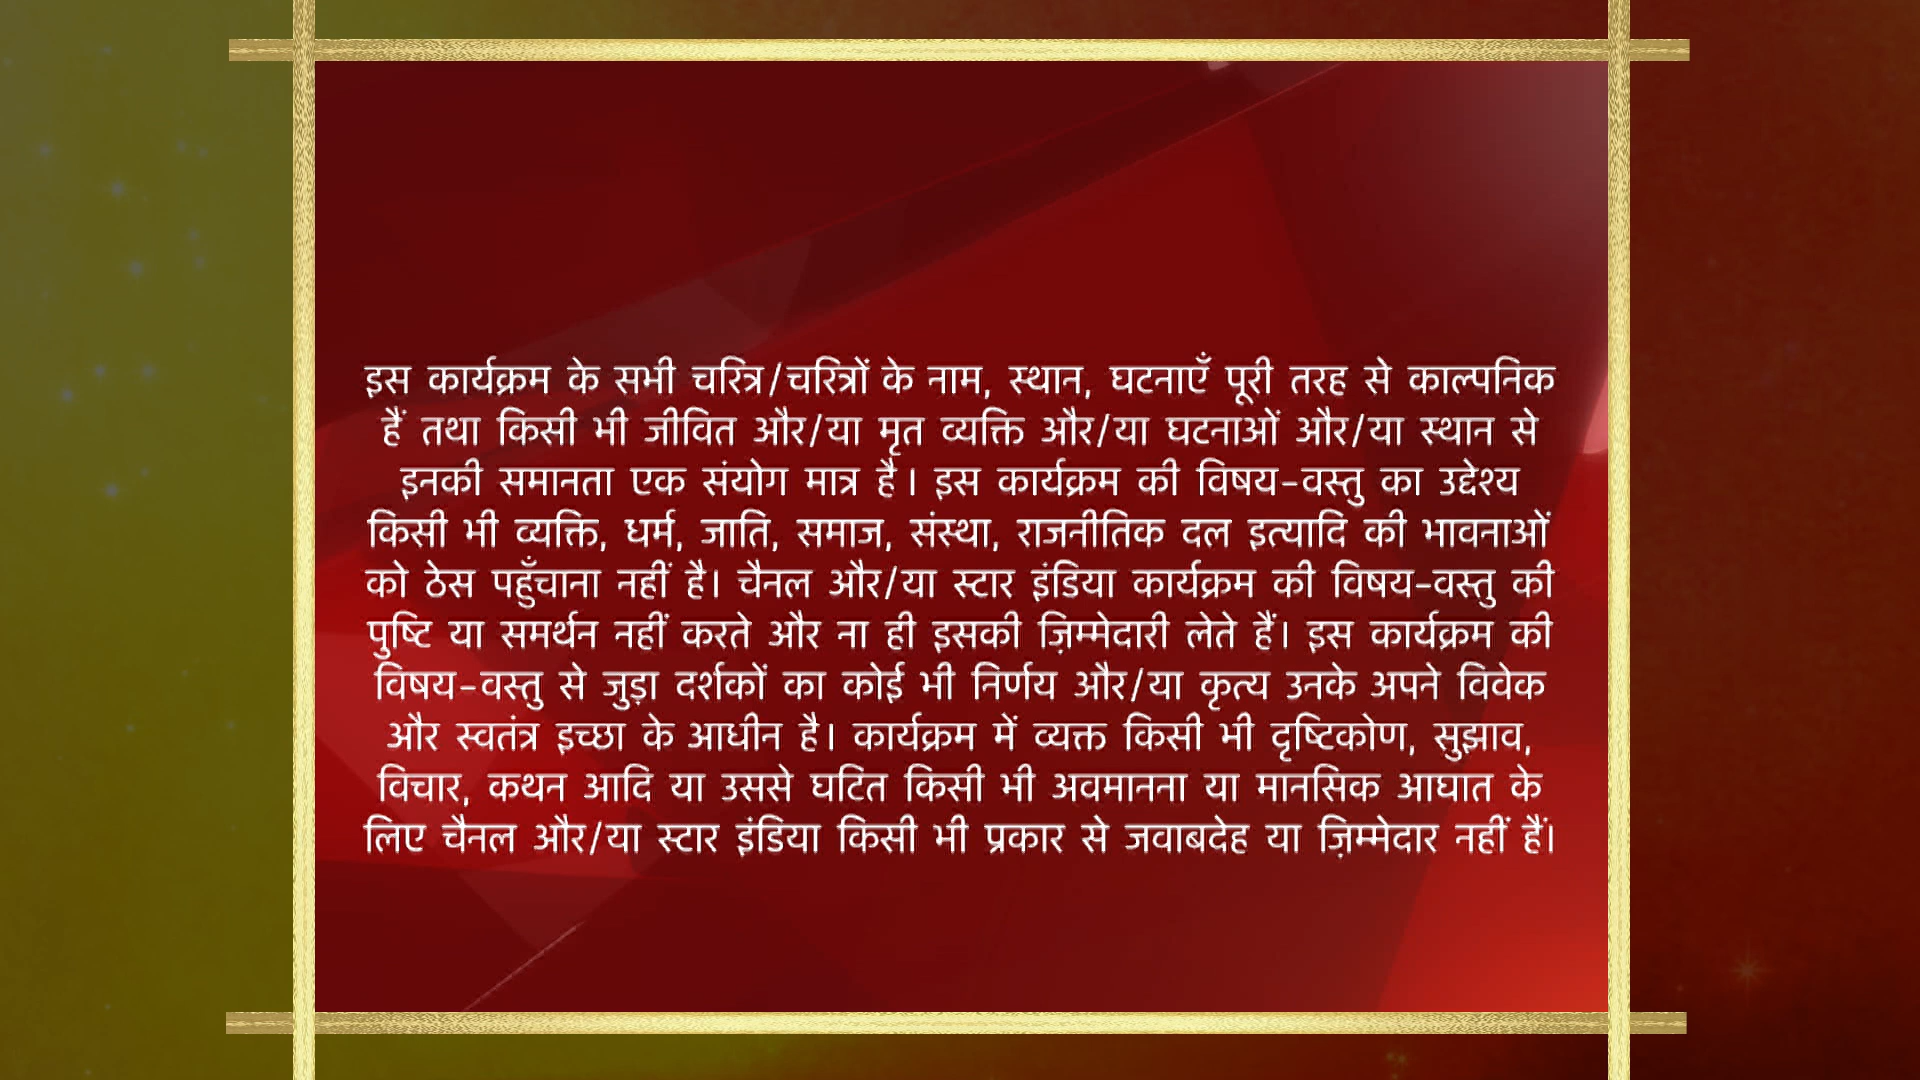 इस कार्यक्रम के सभी चरित्र/चरित्रों के नाम, स्थान, घटनाएँ पूरी तरह से काल्पनिक
हैं तथा किसी भी जीवित और/या मृत व्यक्ति और/या घटनाओं और/या स्थान से
इनकी समानता एक संयोग मात्र है। इस कार्यक्रम की विषय-वस्तु का उद्देश्य
किसी भी व्यक्ति, धर्म, जाति, समाज, संस्था, राजनीतिक दल इत्यादि की भावनाओं
को ठेस पहुँचाना नहीं है। चैनल और/या स्टार इंडिया कार्यक्रम की विषय-वस्तु की
पुष्टि या समर्थन नहीं करते और ना ही इसकी ज़िम्मेदारी लेते हैं। इस कार्यक्रम की
विषय-वस्तु से जुड़ा दर्शकों का कोई भी निर्णय और/या कृत्य उनके अपने विवेक
और स्वतंत्र इच्छा के आधीन है। कार्यक्रम में व्यक्त किसी भी दृष्टिकोण, सुझाव,
विचार, कथन आदि या उससे घटित किसी भी अवमानना या मानसिक आघात के
लिए चैनल और/या स्टार इंडिया किसी भी प्रकार से जवाबदेह या ज़िम्मेदार नहीं हैं।